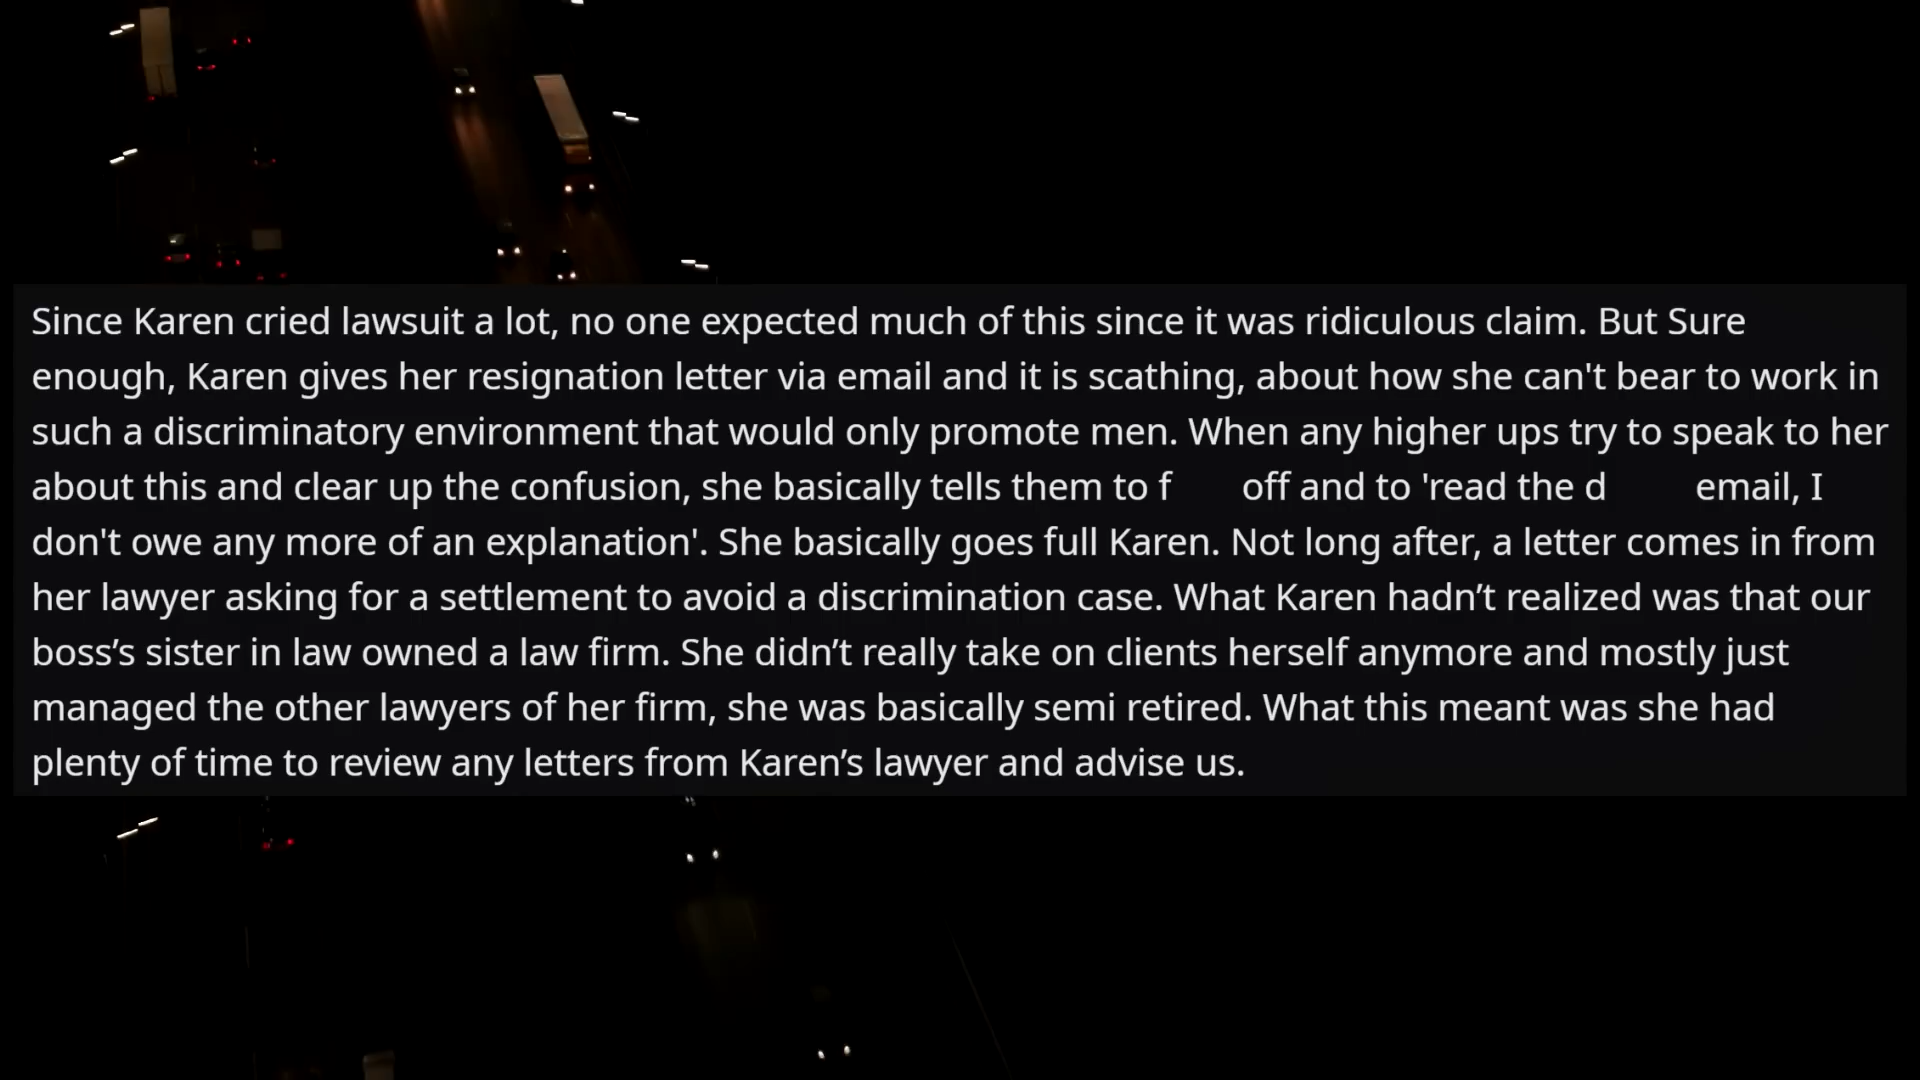 Since Karen cried lawsuit a lot, no one expected much of this since it was ridiculous claim. But Sure
enough, Karen gives her resignation letter via email and it is scathing, about how she can't bear to work in
such a discriminatory environment that would only promote men. When any higher ups try to speak to her
about this and clear up the confusion, she basically tells them to f off and to 'read the d email, I
don't owe any more of an explanation'. She basically goes full Karen. Not long after, a letter comes in from
her lawyer asking for a settlement to avoid a discrimination case. What Karen hadn’t realized was that our
boss’s sister in law owned a law firm. She didn’t really take on clients herself anymore and mostly just
managed the other lawyers of her firm, she was basically semi retired. What this meant was she had
plenty of time to review any letters from Karen’s lawyer and advise us.